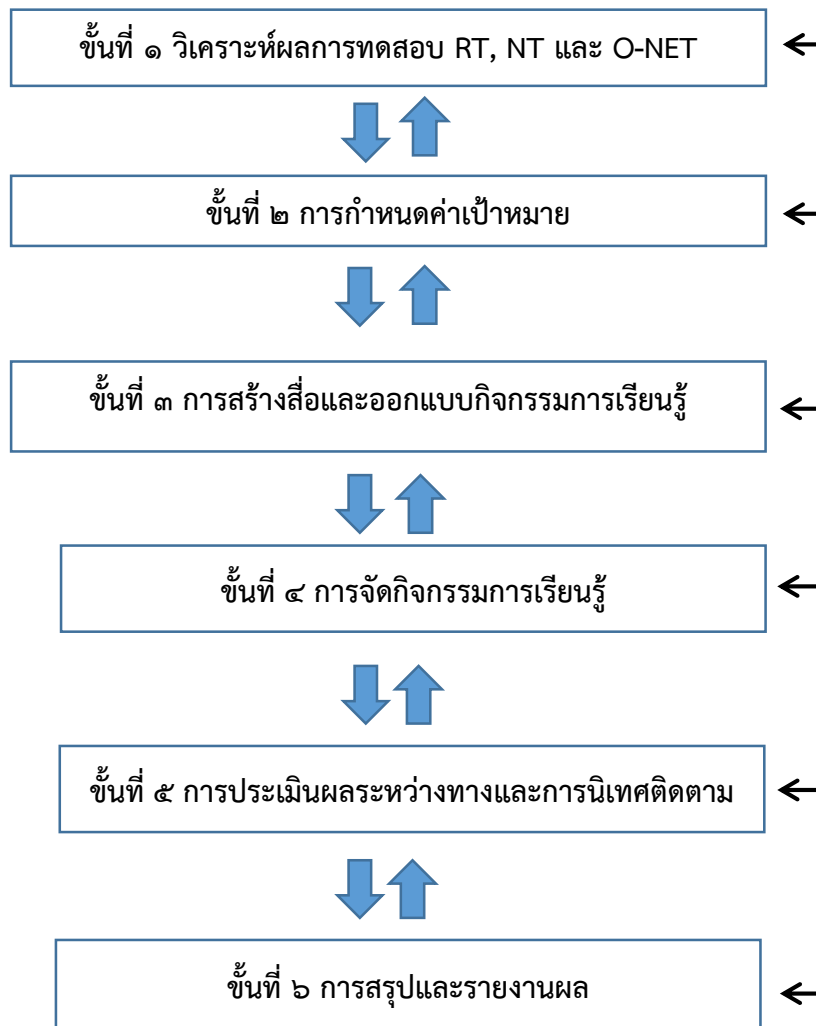 ขั้นที่ ๑ วิเคราะห์ผลการทดสอบ RT, NT และ O-NET
ขั้นที่ ๒ การกำหนดค่าเป้าหมาย
ขั้นที่ ๓ การสร้างสื่อและออกแบบกิจกรรมการเรียนรู้
ขั้นที่ ๔ การจัดกิจกรรมการเรียนรู้
ขั้นที่ ๕ การประเมินผลระหว่างทางและการนิเทศติดตาม
ขั้นที่ ๖ การสรุปและรายงานผล